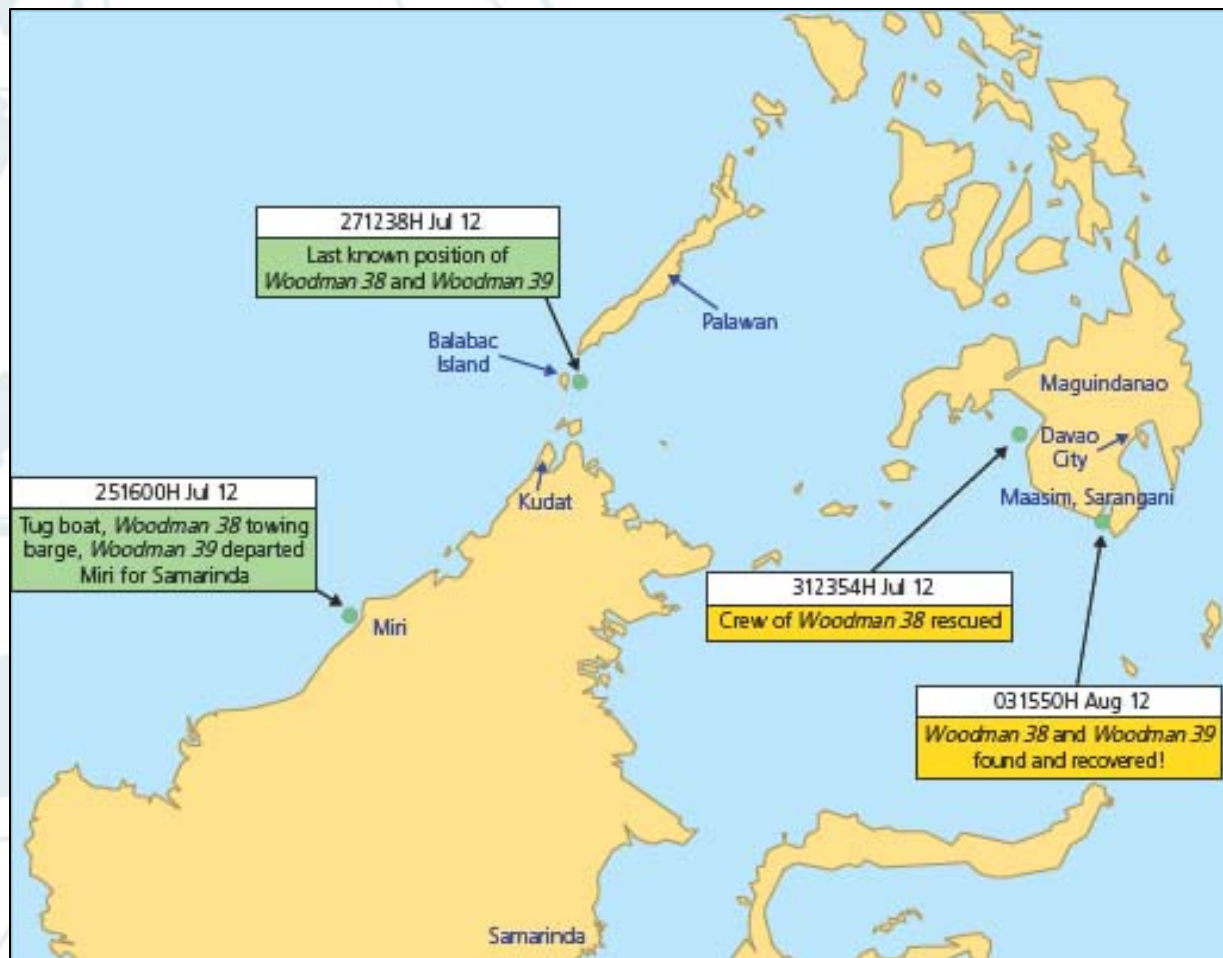 271238H Jul 12
Last known position of
Woodman 38 and Woodman 39
Balabac
Island
Palawan
Maguindanao
Davao
City
Maasim, Sarangani
251600H Jul 12
Tug boat, Woodman 38 towing
barge, Woodman 39 departed
Miri for Samarinda
Kudat
Miri
312354H Jul 12
Crew of Woodman 38 rescued
031550H Aug 12
Woodman 38 and Woodman 39
found and recovered!
Samarinda